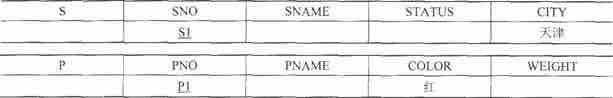 S SNO SNAME STATUS CITY
S1 天津
P PNO PNAME COLOR WEIGHT
P1 红